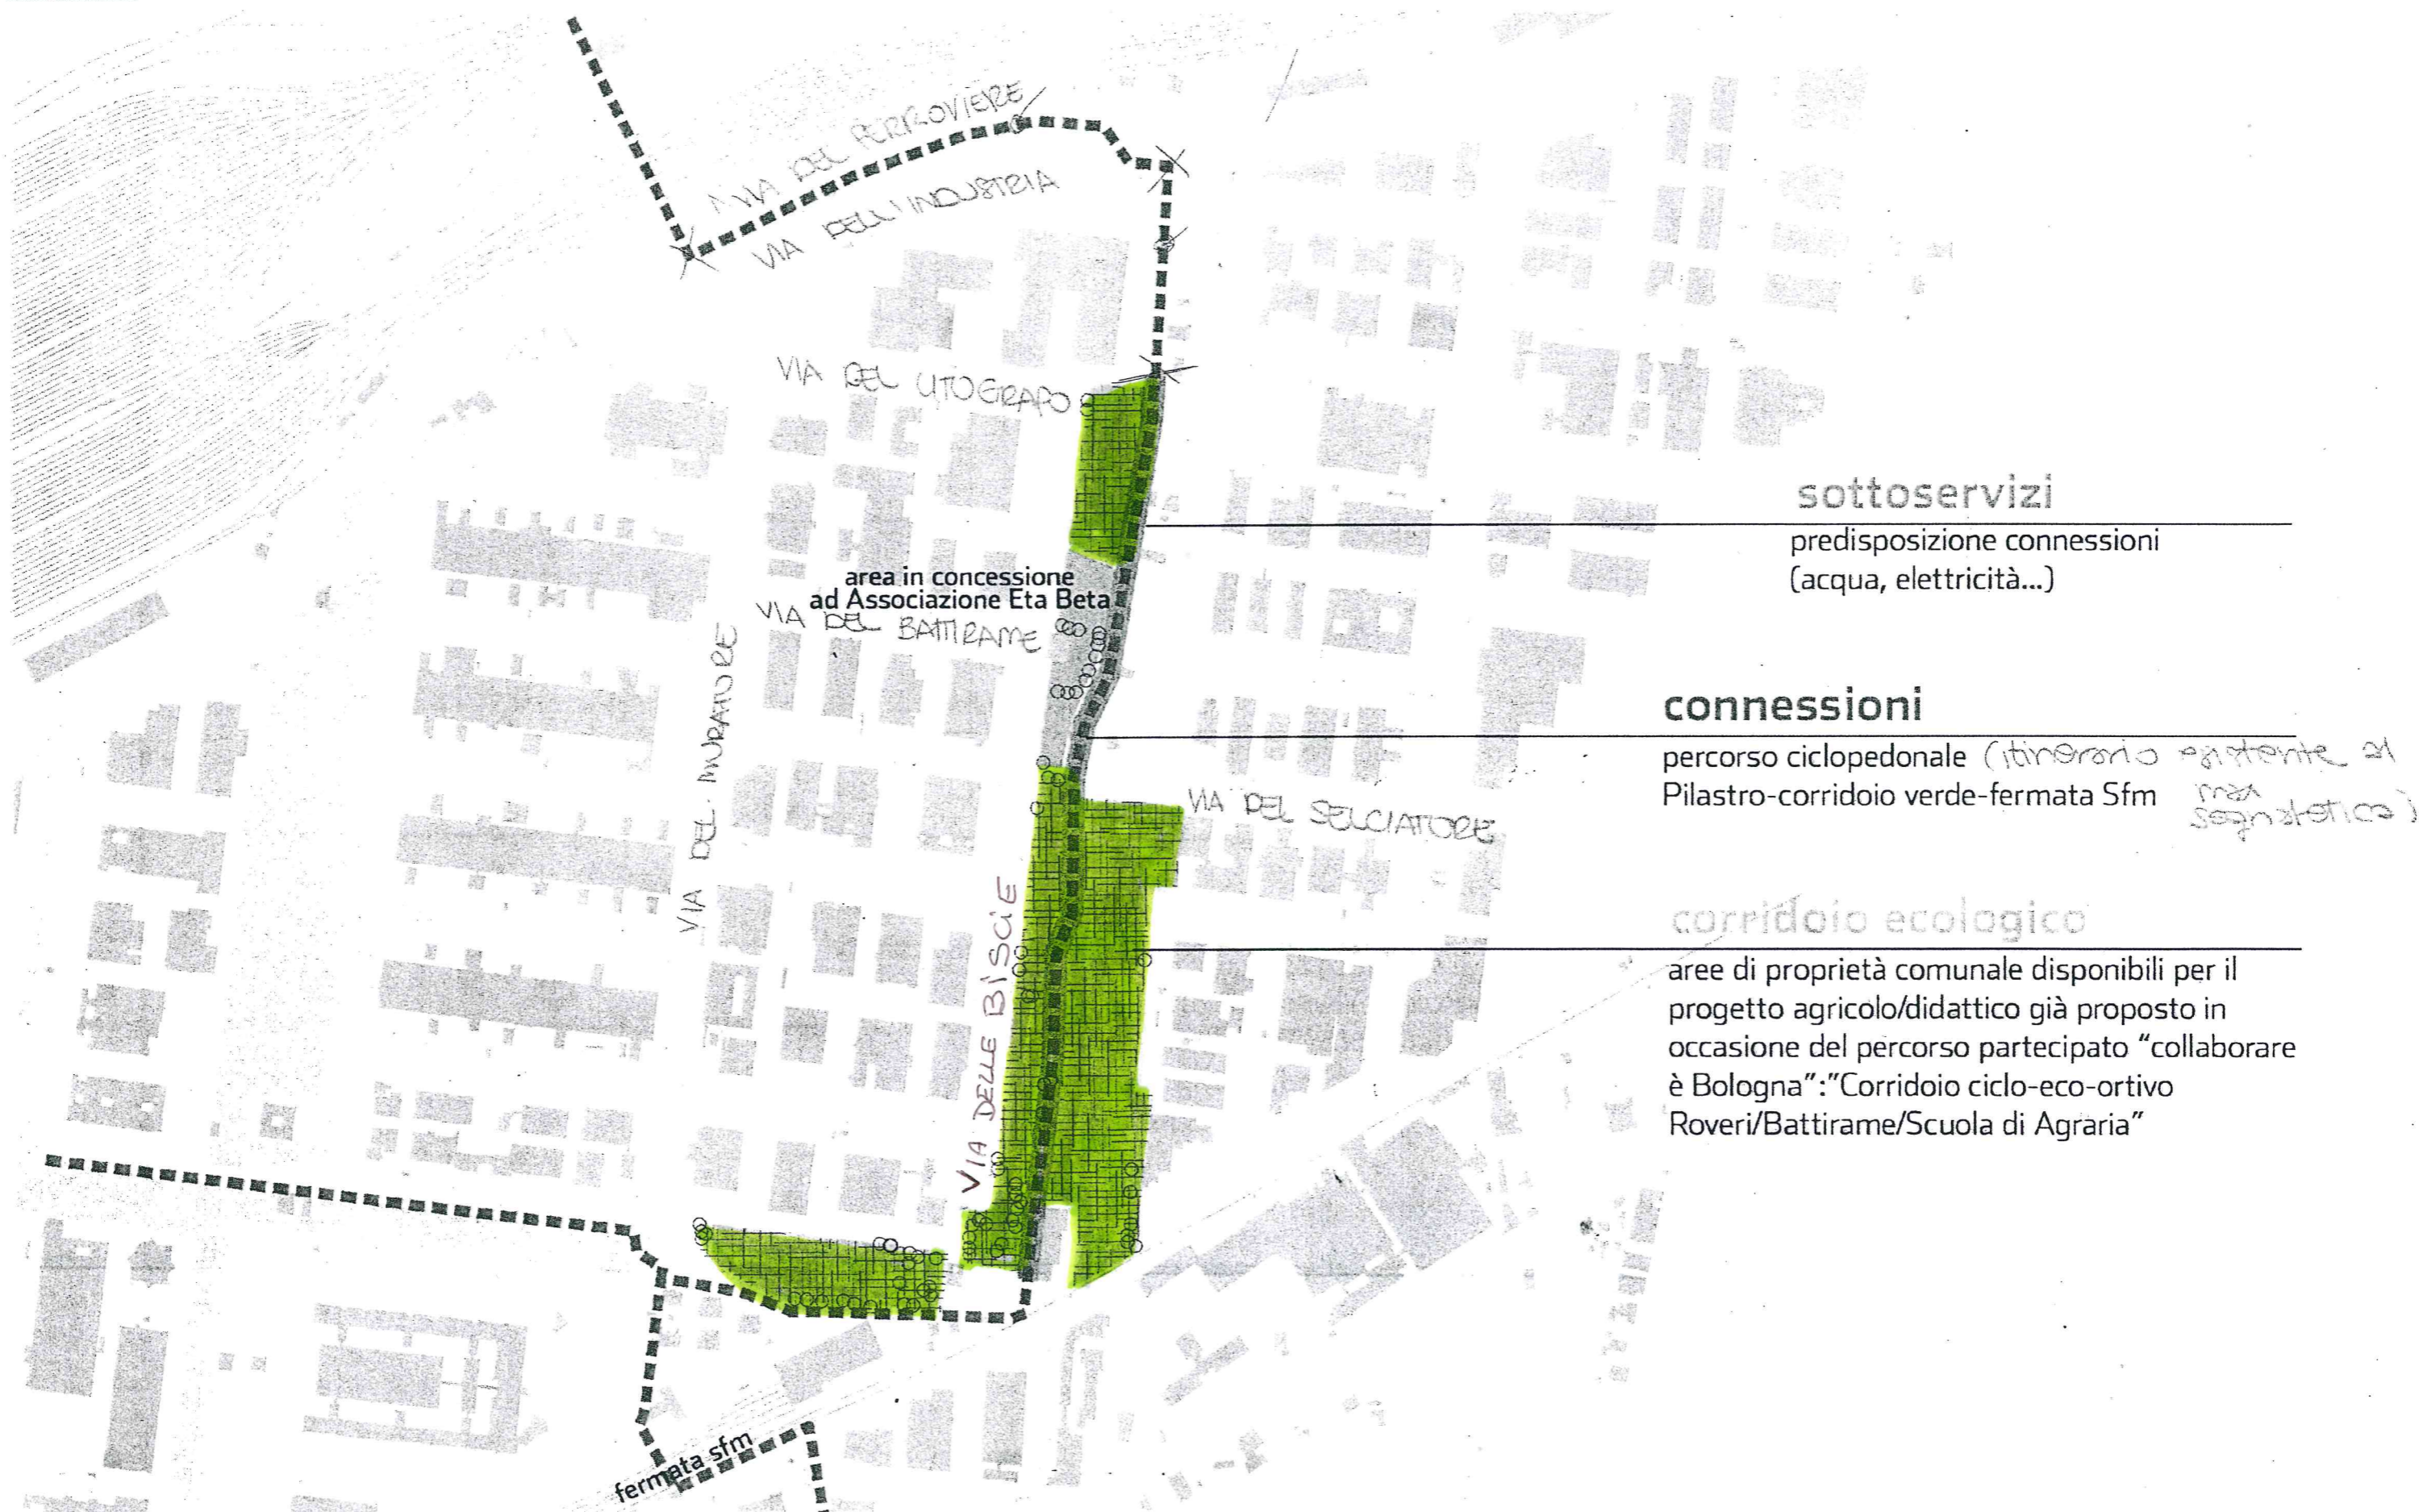 VIA DEL FERROVIERE
VIA DELL'INDUSTRIA
VIA DEL LITOGRAFO
area in concessione
ad Associazione Eta Beta
VIA DEL BATTIRAME
VIA DEL MURATORE
VIA DEL SELCIATORE
VIA DELLE BISCIE
fermata sfm
sottoservizi
predisposizione connessioni
(acqua, elettricità...)
connessioni
percorso ciclopedonale (itinerario esistente al
Pilastro-corridoio verde-fermata Sfm max
segnaletica)
corridoio ecologico
aree di proprietà comunale disponibili per il
progetto agricolo/didattico già proposto in
occasione del percorso partecipato "collaborare
è Bologna":"Corridoio ciclo-eco-ortivo
Roveri/Battirame/Scuola di Agraria"